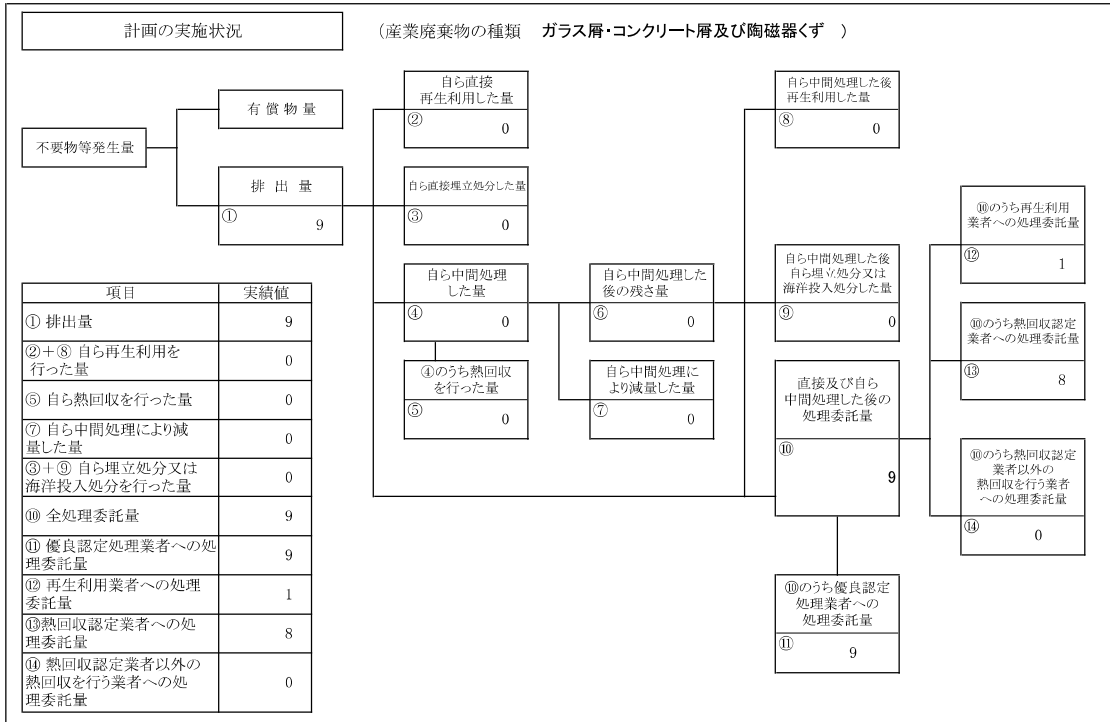 計画の実施状況
(産業廃棄物の種類 ガラス屑・コンクリート屑及び陶磁器くず )
不要物等発生量
有償物量
排出量
① 9
自ら直接
再生利用した量
② 0
自ら直接埋立処分した量
③ 0
自ら中間処理
した量
④ 0
④のうち熱回収
を行った量
⑤ 0
自ら中間処理した
後の残さ量
⑥ 0
自ら中間処理に
より減量した量
⑦ 0
自ら中間処理した後
再生利用した量
⑧ 0
自ら中間処理した後
自ら埋立処分又は
海洋投入処分した量
⑨ 0
直接及び自ら
中間処理した後の
処理委託量
⑩ 9
⑩のうち優良認定
処理業者への
処理委託量
⑪ 9
⑩のうち再生利用
業者への処理委託量
⑫ 1
⑩のうち熱回収認定
業者への処理委託量
⑬ 8
⑩のうち熱回収認定
業者以外の
熱回収を行う業者
への処理委託量
⑭ 0
項目 実績値
① 排出量 9
②+⑧ 自ら再生利用を
行った量 0
⑤ 自ら熱回収を行った量 0
⑦ 自ら中間処理により減
量した量 0
③+⑨ 自ら埋立処分又は
海洋投入処分を行った量 0
⑩ 全処理委託量 9
⑪ 優良認定処理業者への処
理委託量 9
⑫ 再生利用業者への処理
委託量 1
⑬熱回収認定業者への処
理委託量 8
⑭ 熱回収認定業者以外の
熱回収を行う業者への処
理委託量 0